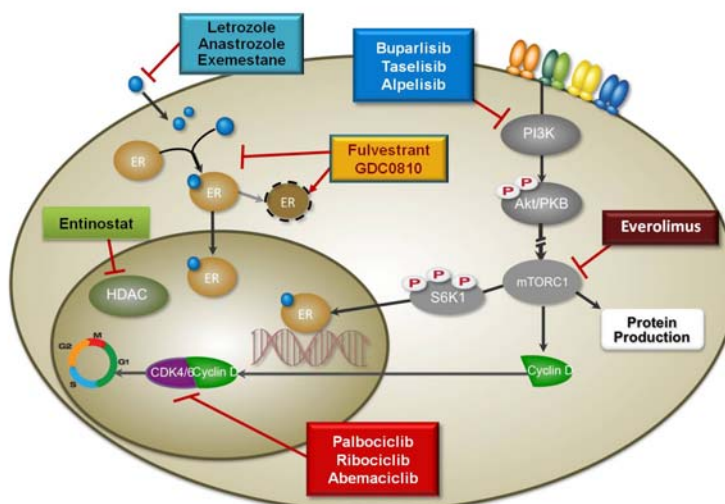 Letrozole
Anastrozole
Exemestane
Buparlisib
Taselisib
Alpelisib
PI3K
ER
Fulvestrant
GDC0810
ER
ER
P P
Akt/PKB
Entinostat
Everolimus
HDAC
ER
P P P
S6K1
mTORC1
ER
Protein
Production
G2
M
G1
S
CDK4/6
Cyclin D
Cyclin D
Palbociclib
Ribociclib
Abemaciclib